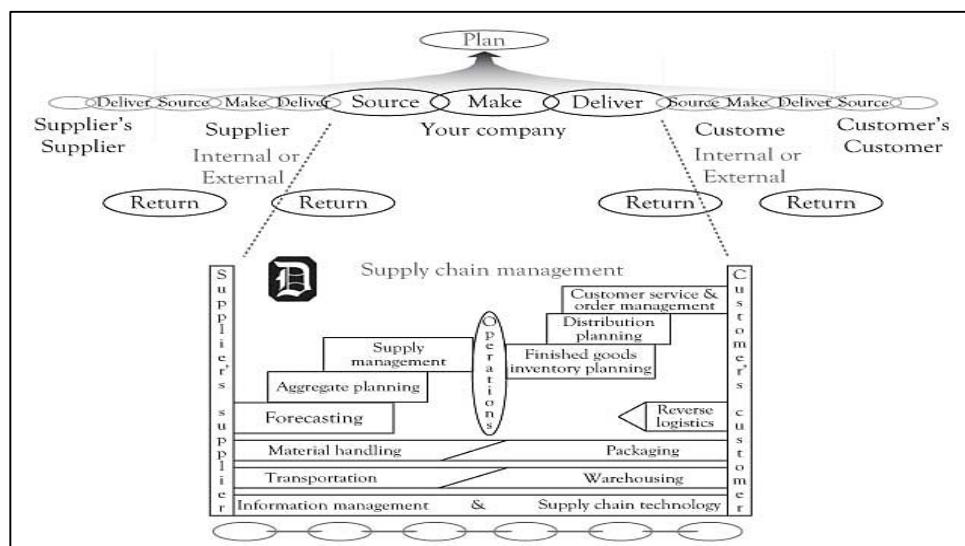 Plan
Deliver Source Make Deliver Source Make Deliver Source Make Deliver Source
Supplier's
Supplier
Supplier
Your company
Custome
Customer's
Customer
Internal or
External
Internal or
External
Return
Return
Return
Return
D
Supply chain management
Supplier's supplier
Customer's customer
Operations
Customer service &
order management
Distribution
planning
Finished goods
inventory planning
Supply
management
Aggregate planning
Forecasting
Reverse
logistics
Material handling
Packaging
Transportation
Warehousing
Information management & Supply chain technology